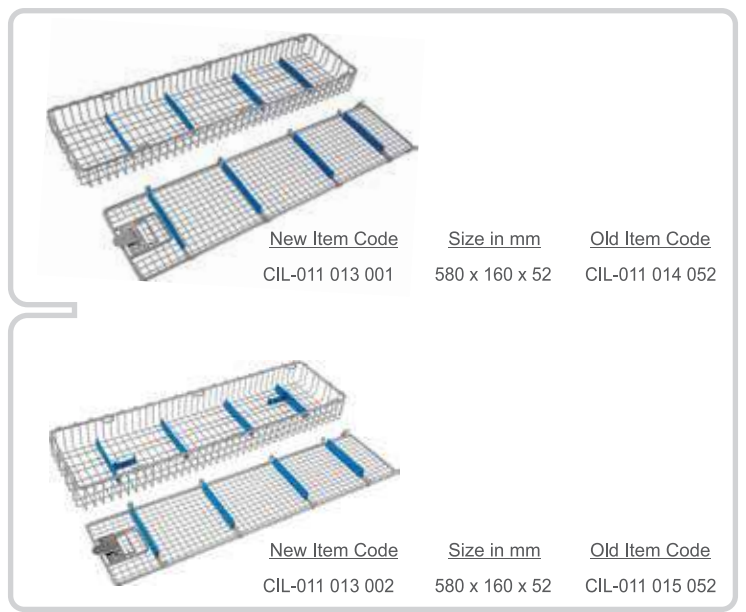 New Item Code Size in mm Old Item Code
CIL-011 013 001 580 x 160 x 52 CIL-011 014 052
New Item Code Size in mm Old Item Code
CIL-011 013 002 580 x 160 x 52 CIL-011 015 052